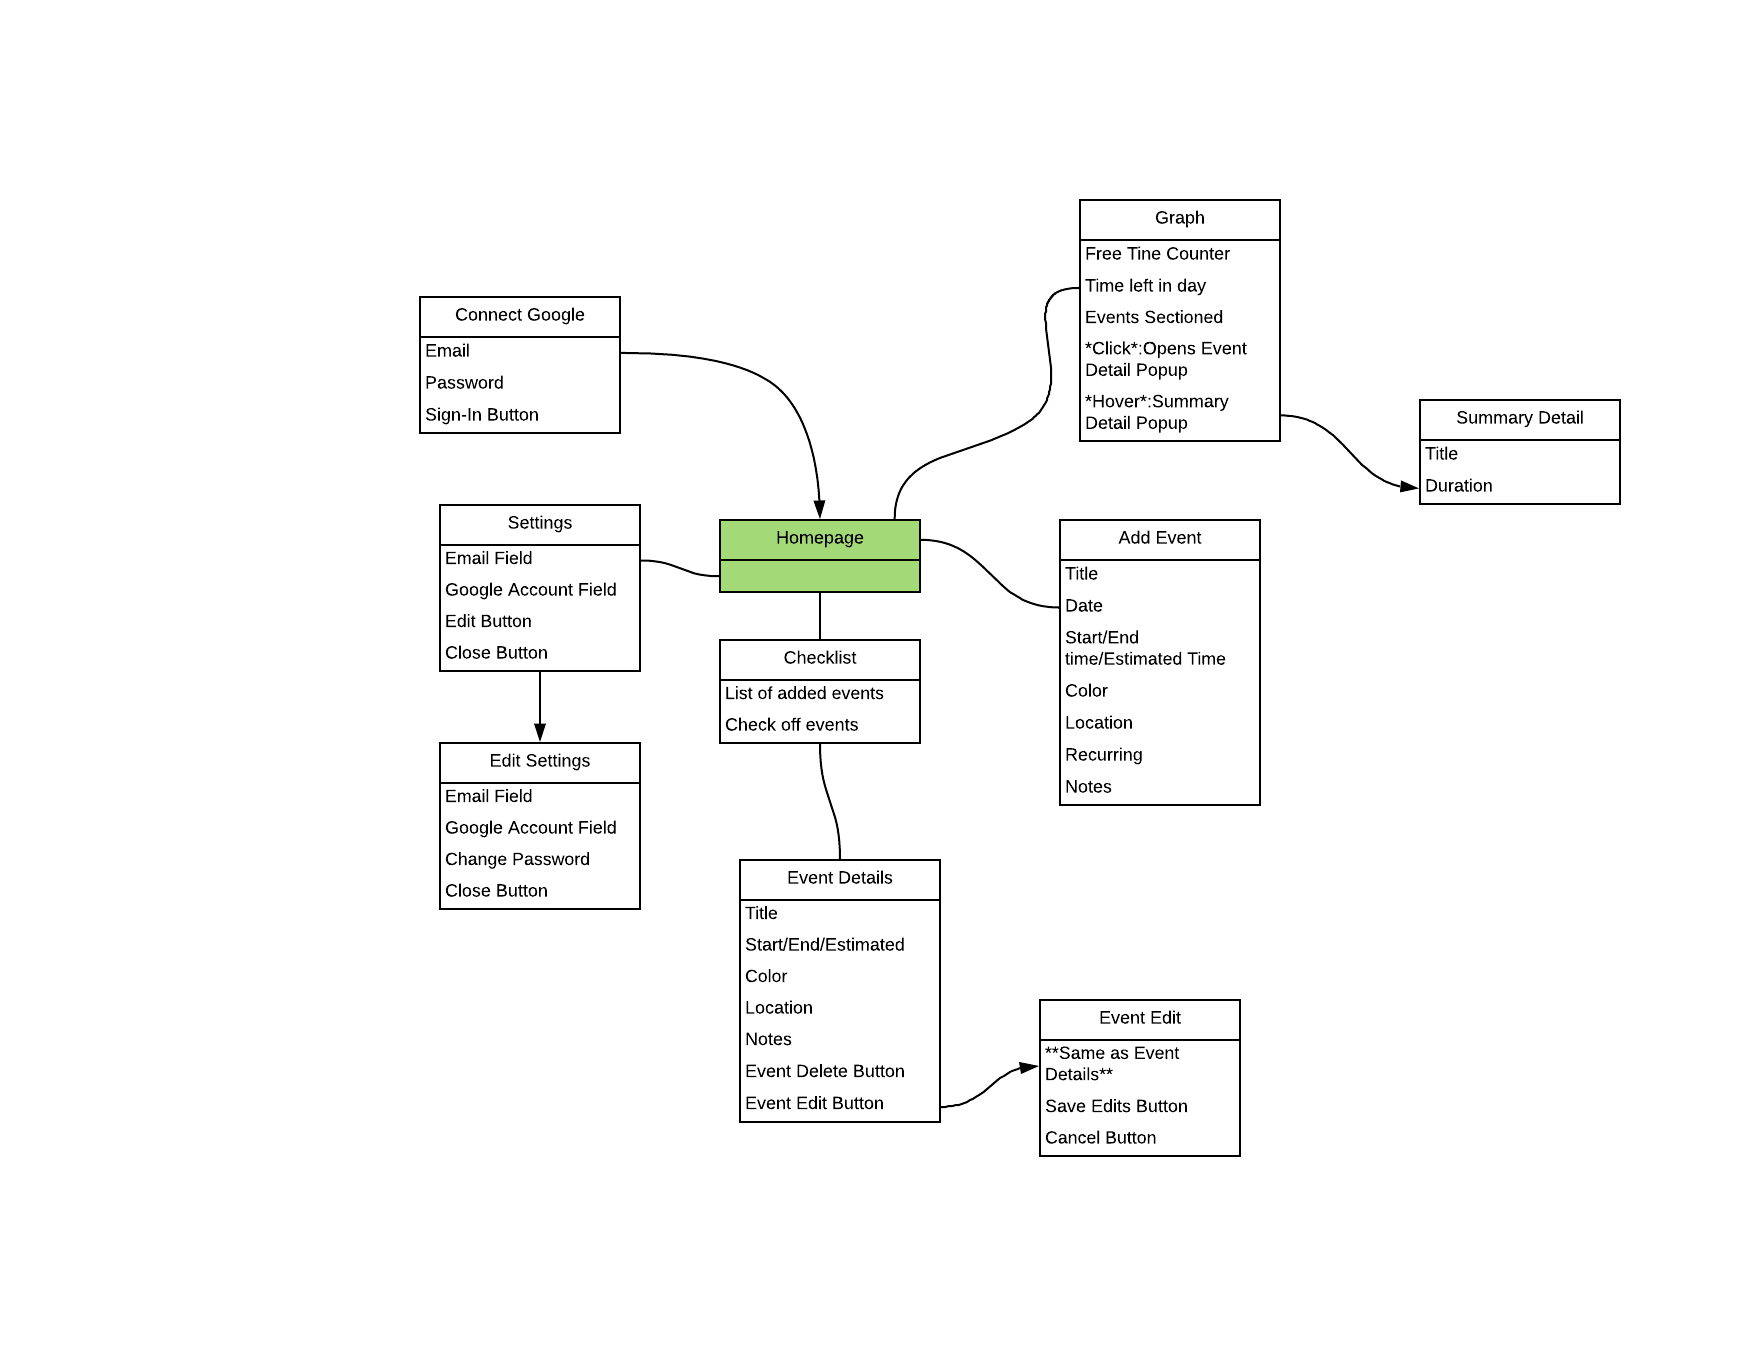 Graph
Free Tine Counter
Time left in day
Events Sectioned
*Click*:Opens Event
Detail Popup
*Hover*:Summary
Detail Popup
Connect Google
Email
Password
Sign-In Button
Summary Detail
Title
Duration
Settings
Email Field
Google Account Field
Edit Button
Close Button
Homepage
Add Event
Title
Date
Start/End
time/Estimated Time
Color
Location
Recurring
Notes
Checklist
List of added events
Check off events
Edit Settings
Email Field
Google Account Field
Change Password
Close Button
Event Details
Title
Start/End/Estimated
Color
Location
Notes
Event Delete Button
Event Edit Button
Event Edit
**Same as Event
Details**
Save Edits Button
Cancel Button